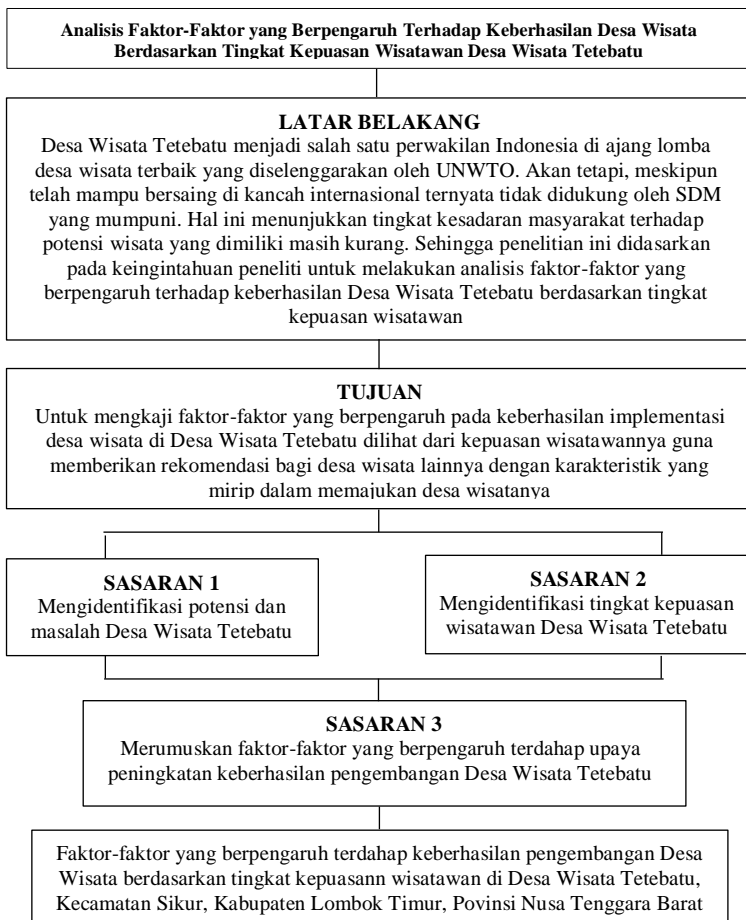 Analisis Faktor-Faktor yang Berpengaruh Terhadap Keberhasilan Desa Wisata
Berdasarkan Tingkat Kepuasan Wisatawan Desa Wisata Tetebatu
LATAR BELAKANG
Desa Wisata Tetebatu menjadi salah satu perwakilan Indonesia di ajang lomba
desa wisata terbaik yang diselenggarakan oleh UNWTO. Akan tetapi, meskipun
telah mampu bersaing di kancah internasional ternyata tidak didukung oleh SDM
yang mumpuni. Hal ini menunjukkan tingkat kesadaran masyarakat terhadap
potensi wisata yang dimiliki masih kurang. Sehingga penelitian ini didasarkan
pada keingintahuan peneliti untuk melakukan analisis faktor-faktor yang
berpengaruh terhadap keberhasilan Desa Wisata Tetebatu berdasarkan tingkat
kepuasan wisatawan
TUJUAN
Untuk mengkaji faktor-faktor yang berpengaruh pada keberhasilan implementasi
desa wisata di Desa Wisata Tetebatu dilihat dari kepuasan wisatawannya guna
memberikan rekomendasi bagi desa wisata lainnya dengan karakteristik yang
mirip dalam memajukan desa wisatanya
SASARAN 1
Mengidentifikasi potensi dan
masalah Desa Wisata Tetebatu
SASARAN 2
Mengidentifikasi tingkat kepuasan
wisatawan Desa Wisata Tetebatu
SASARAN 3
Merumuskan faktor-faktor yang berpengaruh terdahap upaya
peningkatan keberhasilan pengembangan Desa Wisata Tetebatu
Faktor-faktor yang berpengaruh terdahap keberhasilan pengembangan Desa
Wisata berdasarkan tingkat kepuasann wisatawan di Desa Wisata Tetebatu,
Kecamatan Sikur, Kabupaten Lombok Timur, Povinsi Nusa Tenggara Barat